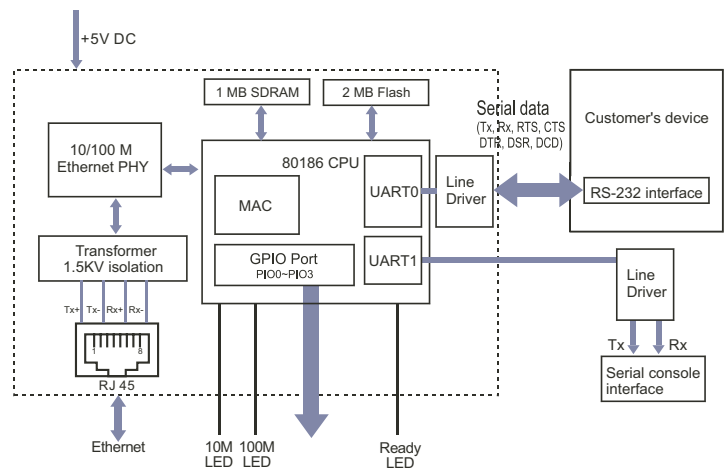 +5V DC
1 MB SDRAM
2 MB Flash
Serial data
(Tx, Rx, RTS, CTS
DTR, DSR, DCD)
Customer's device
RS-232 interface
10/100 M
Ethernet PHY
80186 CPU
MAC
UART0
Line
Driver
Transformer
1.5KV isolation
GPIO Port
PIO0~PIO3
UART1
Line
Driver
Tx+ Tx- Rx+ Rx-
1 8
RJ 45
Tx Rx
Serial console
interface
Ethernet
10M
LED
100M
LED
Ready
LED